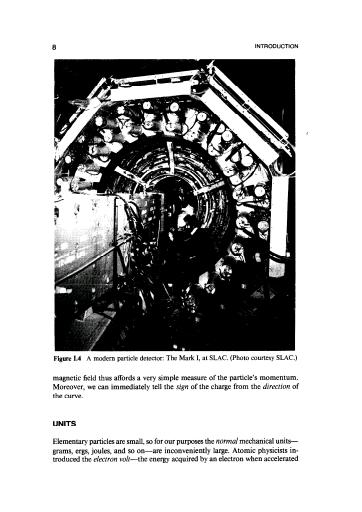 8
INTRODUCTION
Figure I.4 A modern particle detector: The Mark I, at SLAC. (Photo courtesy SLAC.)
magnetic field thus affords a very simple measure of the particle's momentum.
Moreover, we can immediately tell the sign of the charge from the direction of
the curve.
UNITS
Elementary particles are small, so for our purposes the normal mechanical units—
grams, ergs, joules, and so on—are inconveniently large. Atomic physicists in-
troduced the electron volt—the energy acquired by an electron when accelerated